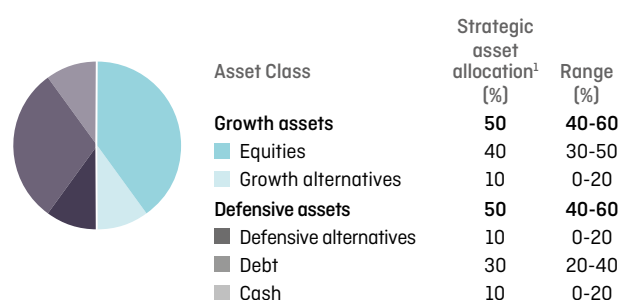 Strategic
asset
Asset Class allocation¹ Range
(%) (%)
Growth assets 50 40-60
Equities 40 30-50
Growth alternatives 10 0-20
Defensive assets 50 40-60
Defensive alternatives 10 0-20
Debt 30 20-40
Cash 10 0-20